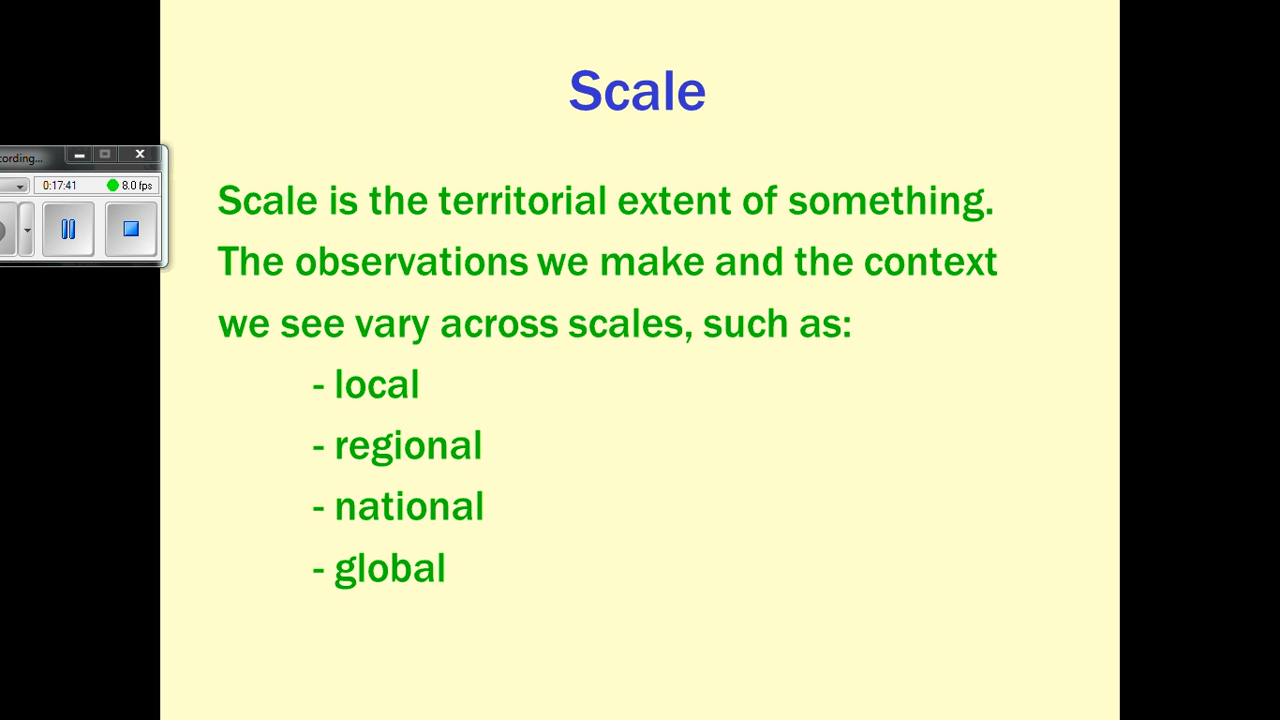 Scale
cording...
0:17:41 8.0 fps
Scale is the territorial extent of something.
The observations we make and the context
we see vary across scales, such as:
- local
- regional
- national
- global